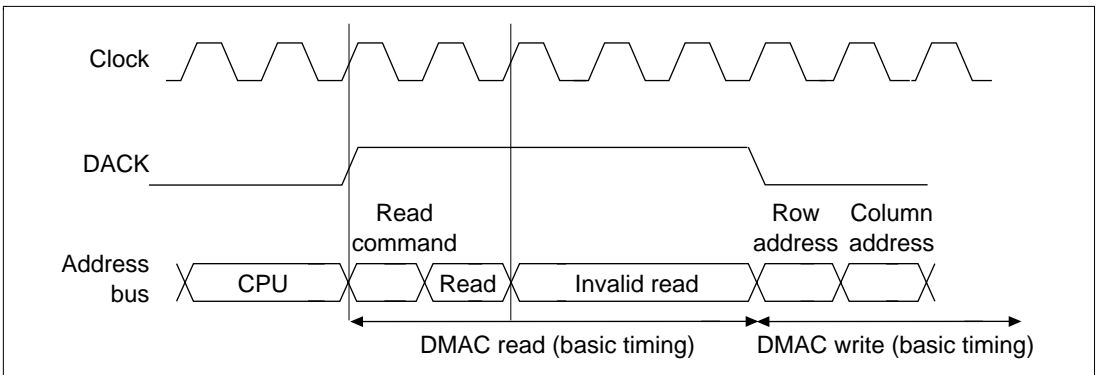 Clock
DACK
Read
command
Row
address
Column
address
Address
bus
CPU
Read
Invalid read
DMAC read (basic timing)
DMAC write (basic timing)